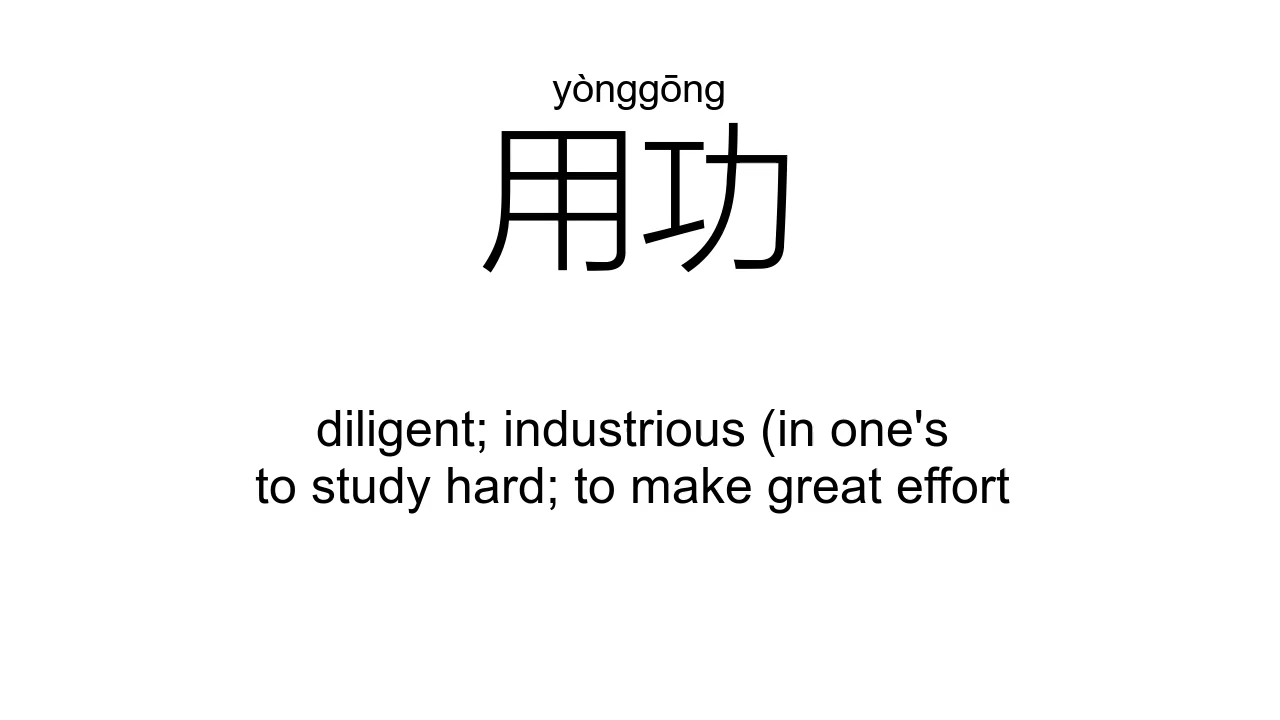 yònggōng
用功
diligent; industrious (in one's
to study hard; to make great effort